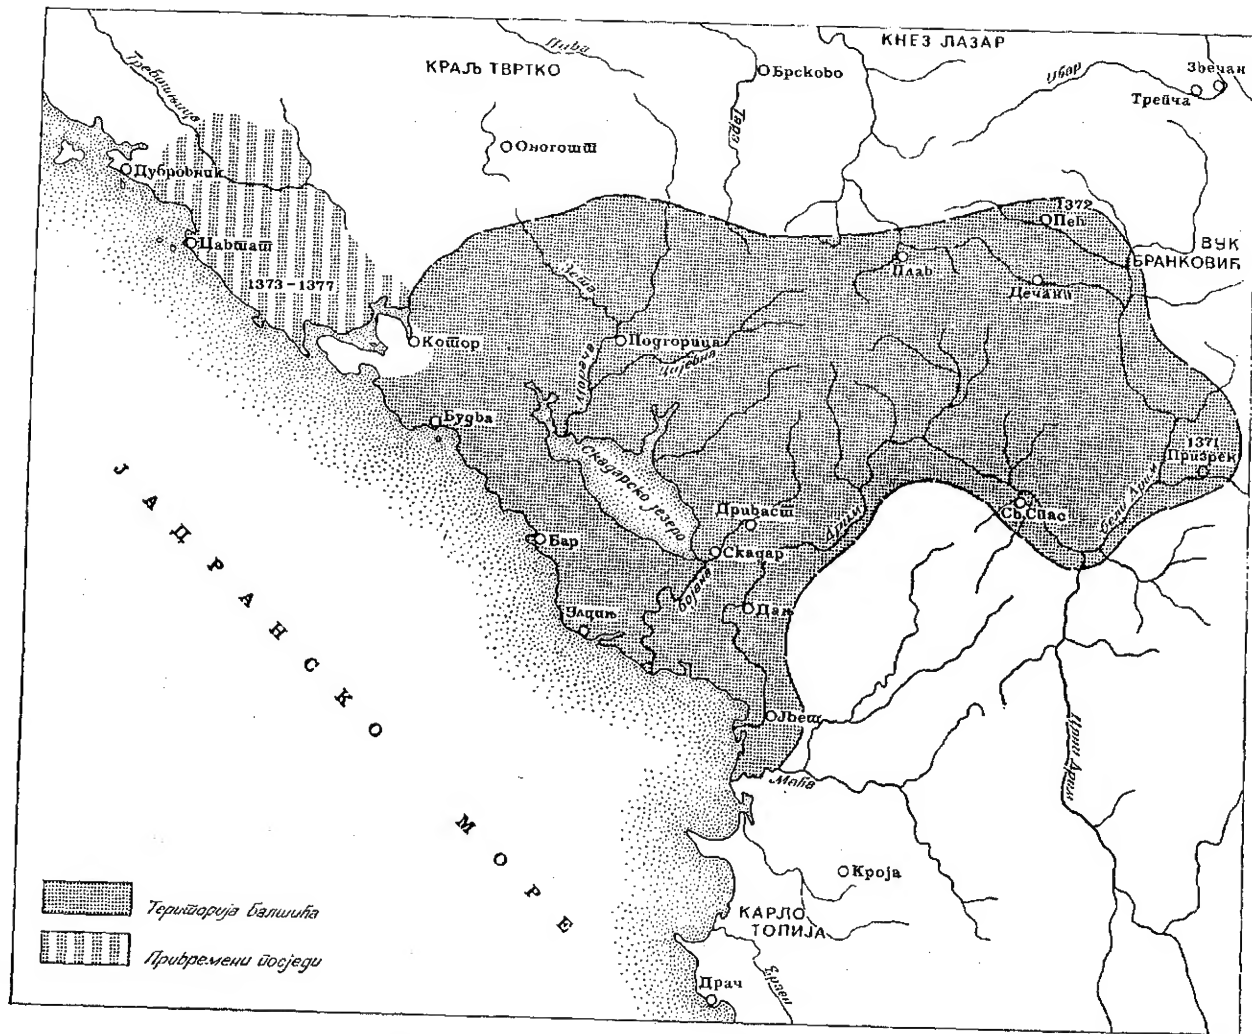 КНЕЗ ЛАЗАР
КРАЉ ТВРТКО
Пива
Требишњица
Брсково
Ибар
Звечан
Трепча
Тара
Оногошт
Дубровник
Цавтат
1373-1377
1372
Пећ
ВУК
БРАНКОВИЋ
Плав
Дечани
Зета
Котор
Подгорица
Цијевна
Морача
Будва
Скадарско језеро
1371
Призрен
Св. Спас
Бели Дрим
Дриваст
Дрим
Бар
Скадар
Бојана
Улцињ
Дањ
Љеш
Маћа
Црни Дрим
ЈАДРАНСКО МОРЕ
Кроја
КАРЛО
ТОПИЈА
Ерзен
Драч
Територија Балшића
Привремени посједи